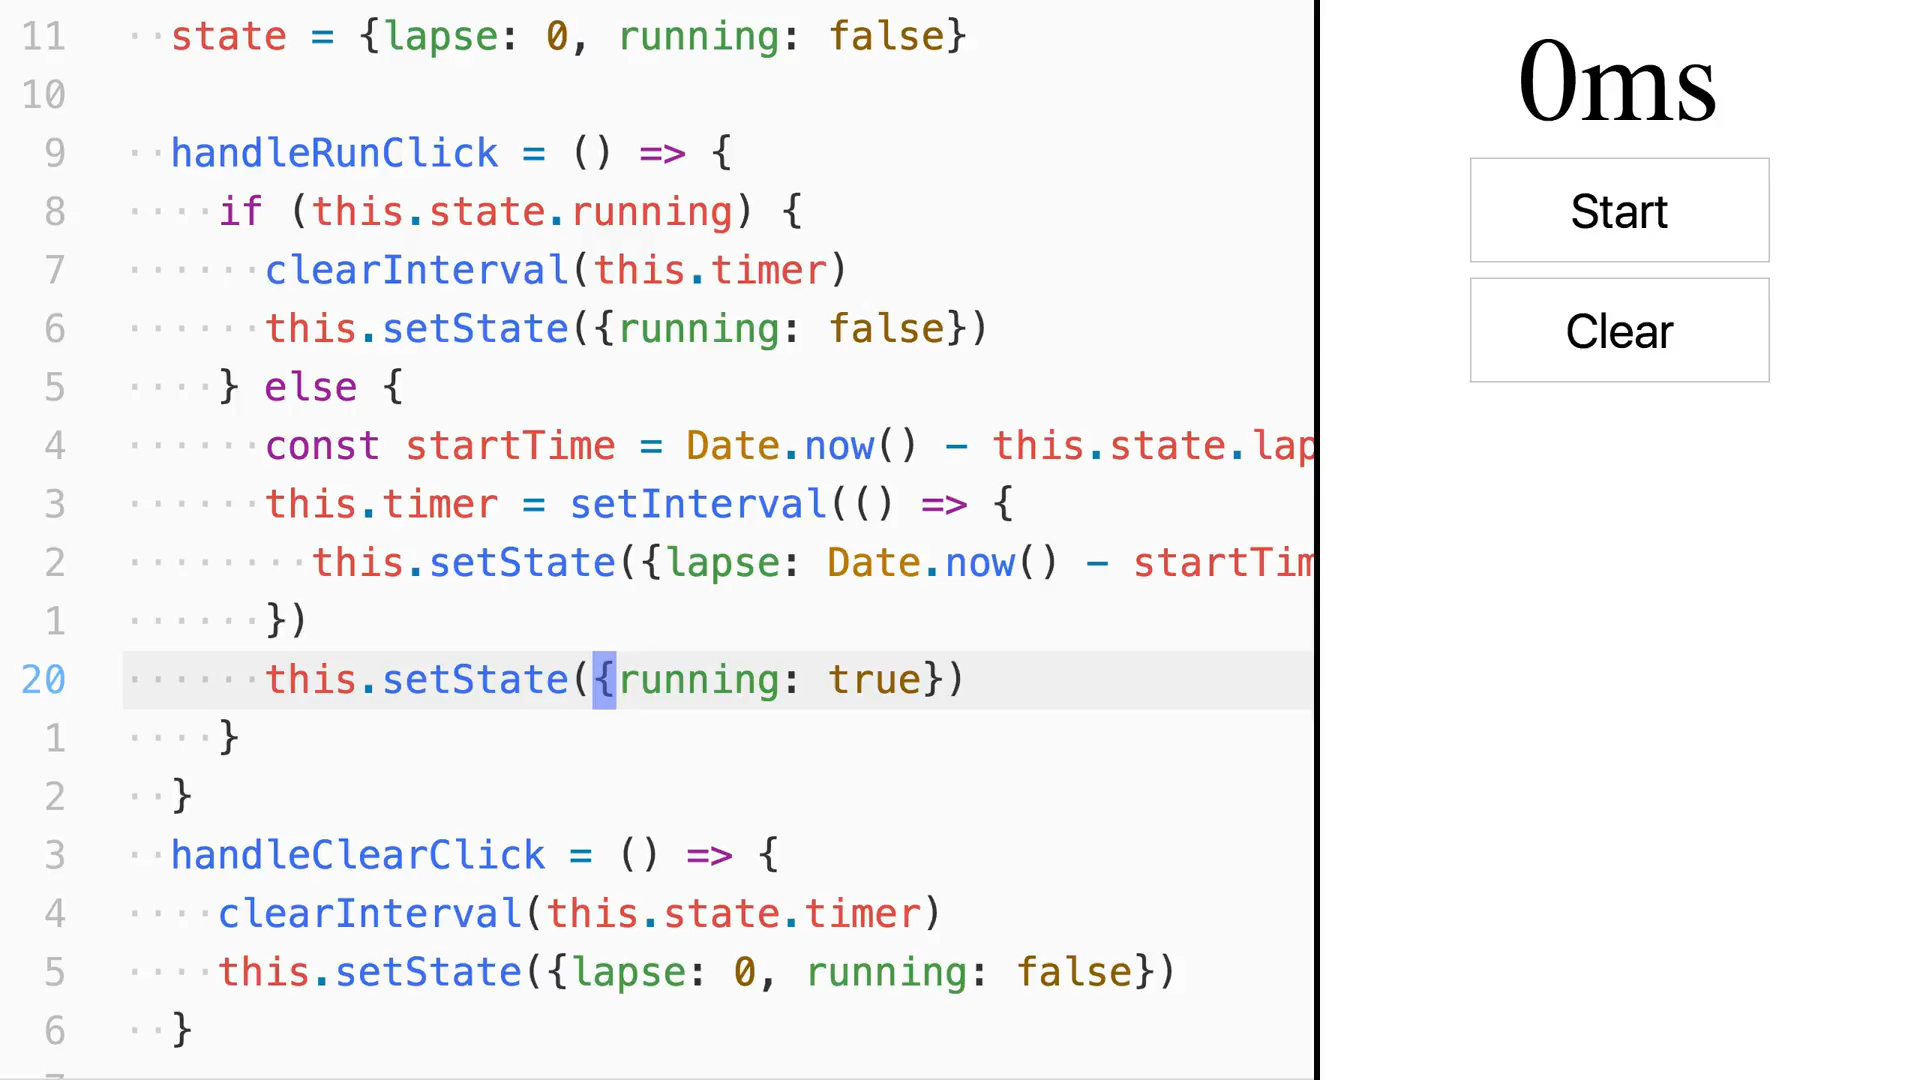 11 ··state = {lapse: 0, running: false}
10
9 ··handleRunClick = () => {
8 ····if (this.state.running) {
7 ······clearInterval(this.timer)
6 ······this.setState({running: false})
5 ····} else {
4 ······const startTime = Date.now() - this.state.lap
3 ······this.timer = setInterval(() => {
2 ········this.setState({lapse: Date.now() - startTim
1 ······})
20 ······this.setState({running: true})
1 ····}
2 ··}
3 ··handleClearClick = () => {
4 ····clearInterval(this.state.timer)
5 ····this.setState({lapse: 0, running: false})
6 ··}
0ms
Start
Clear